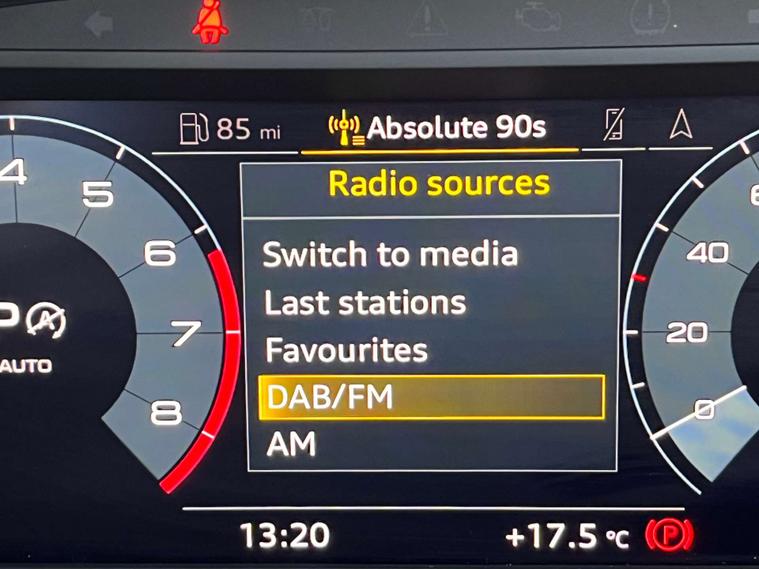 85 mi
Absolute 90s
Radio sources
Switch to media
Last stations
Favourites
DAB/FM
AM
4
5
6
7
8
A
AUTO
40
20
0
13:20
+17.5 °C
P